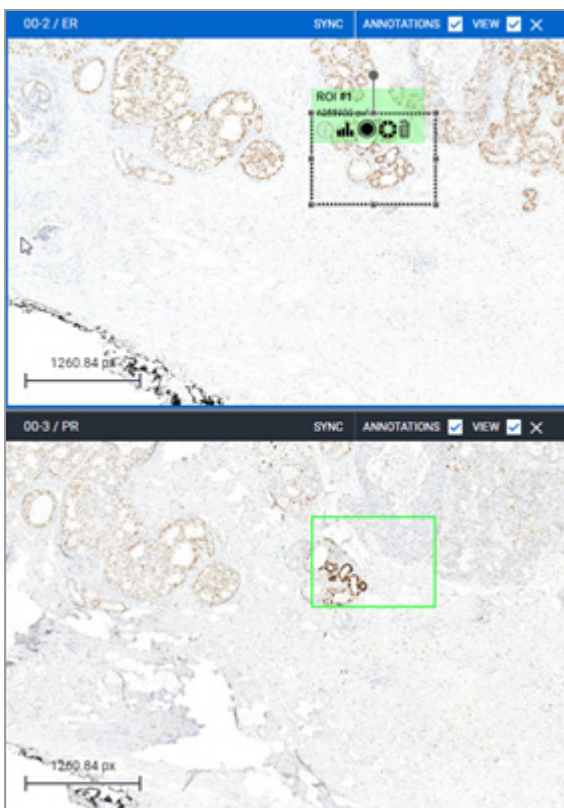 00-2 / ER SYNC ANNOTATIONS VIEW
ROI #1
1260.84 px
00-3 / PR SYNC ANNOTATIONS VIEW
1260.84 px